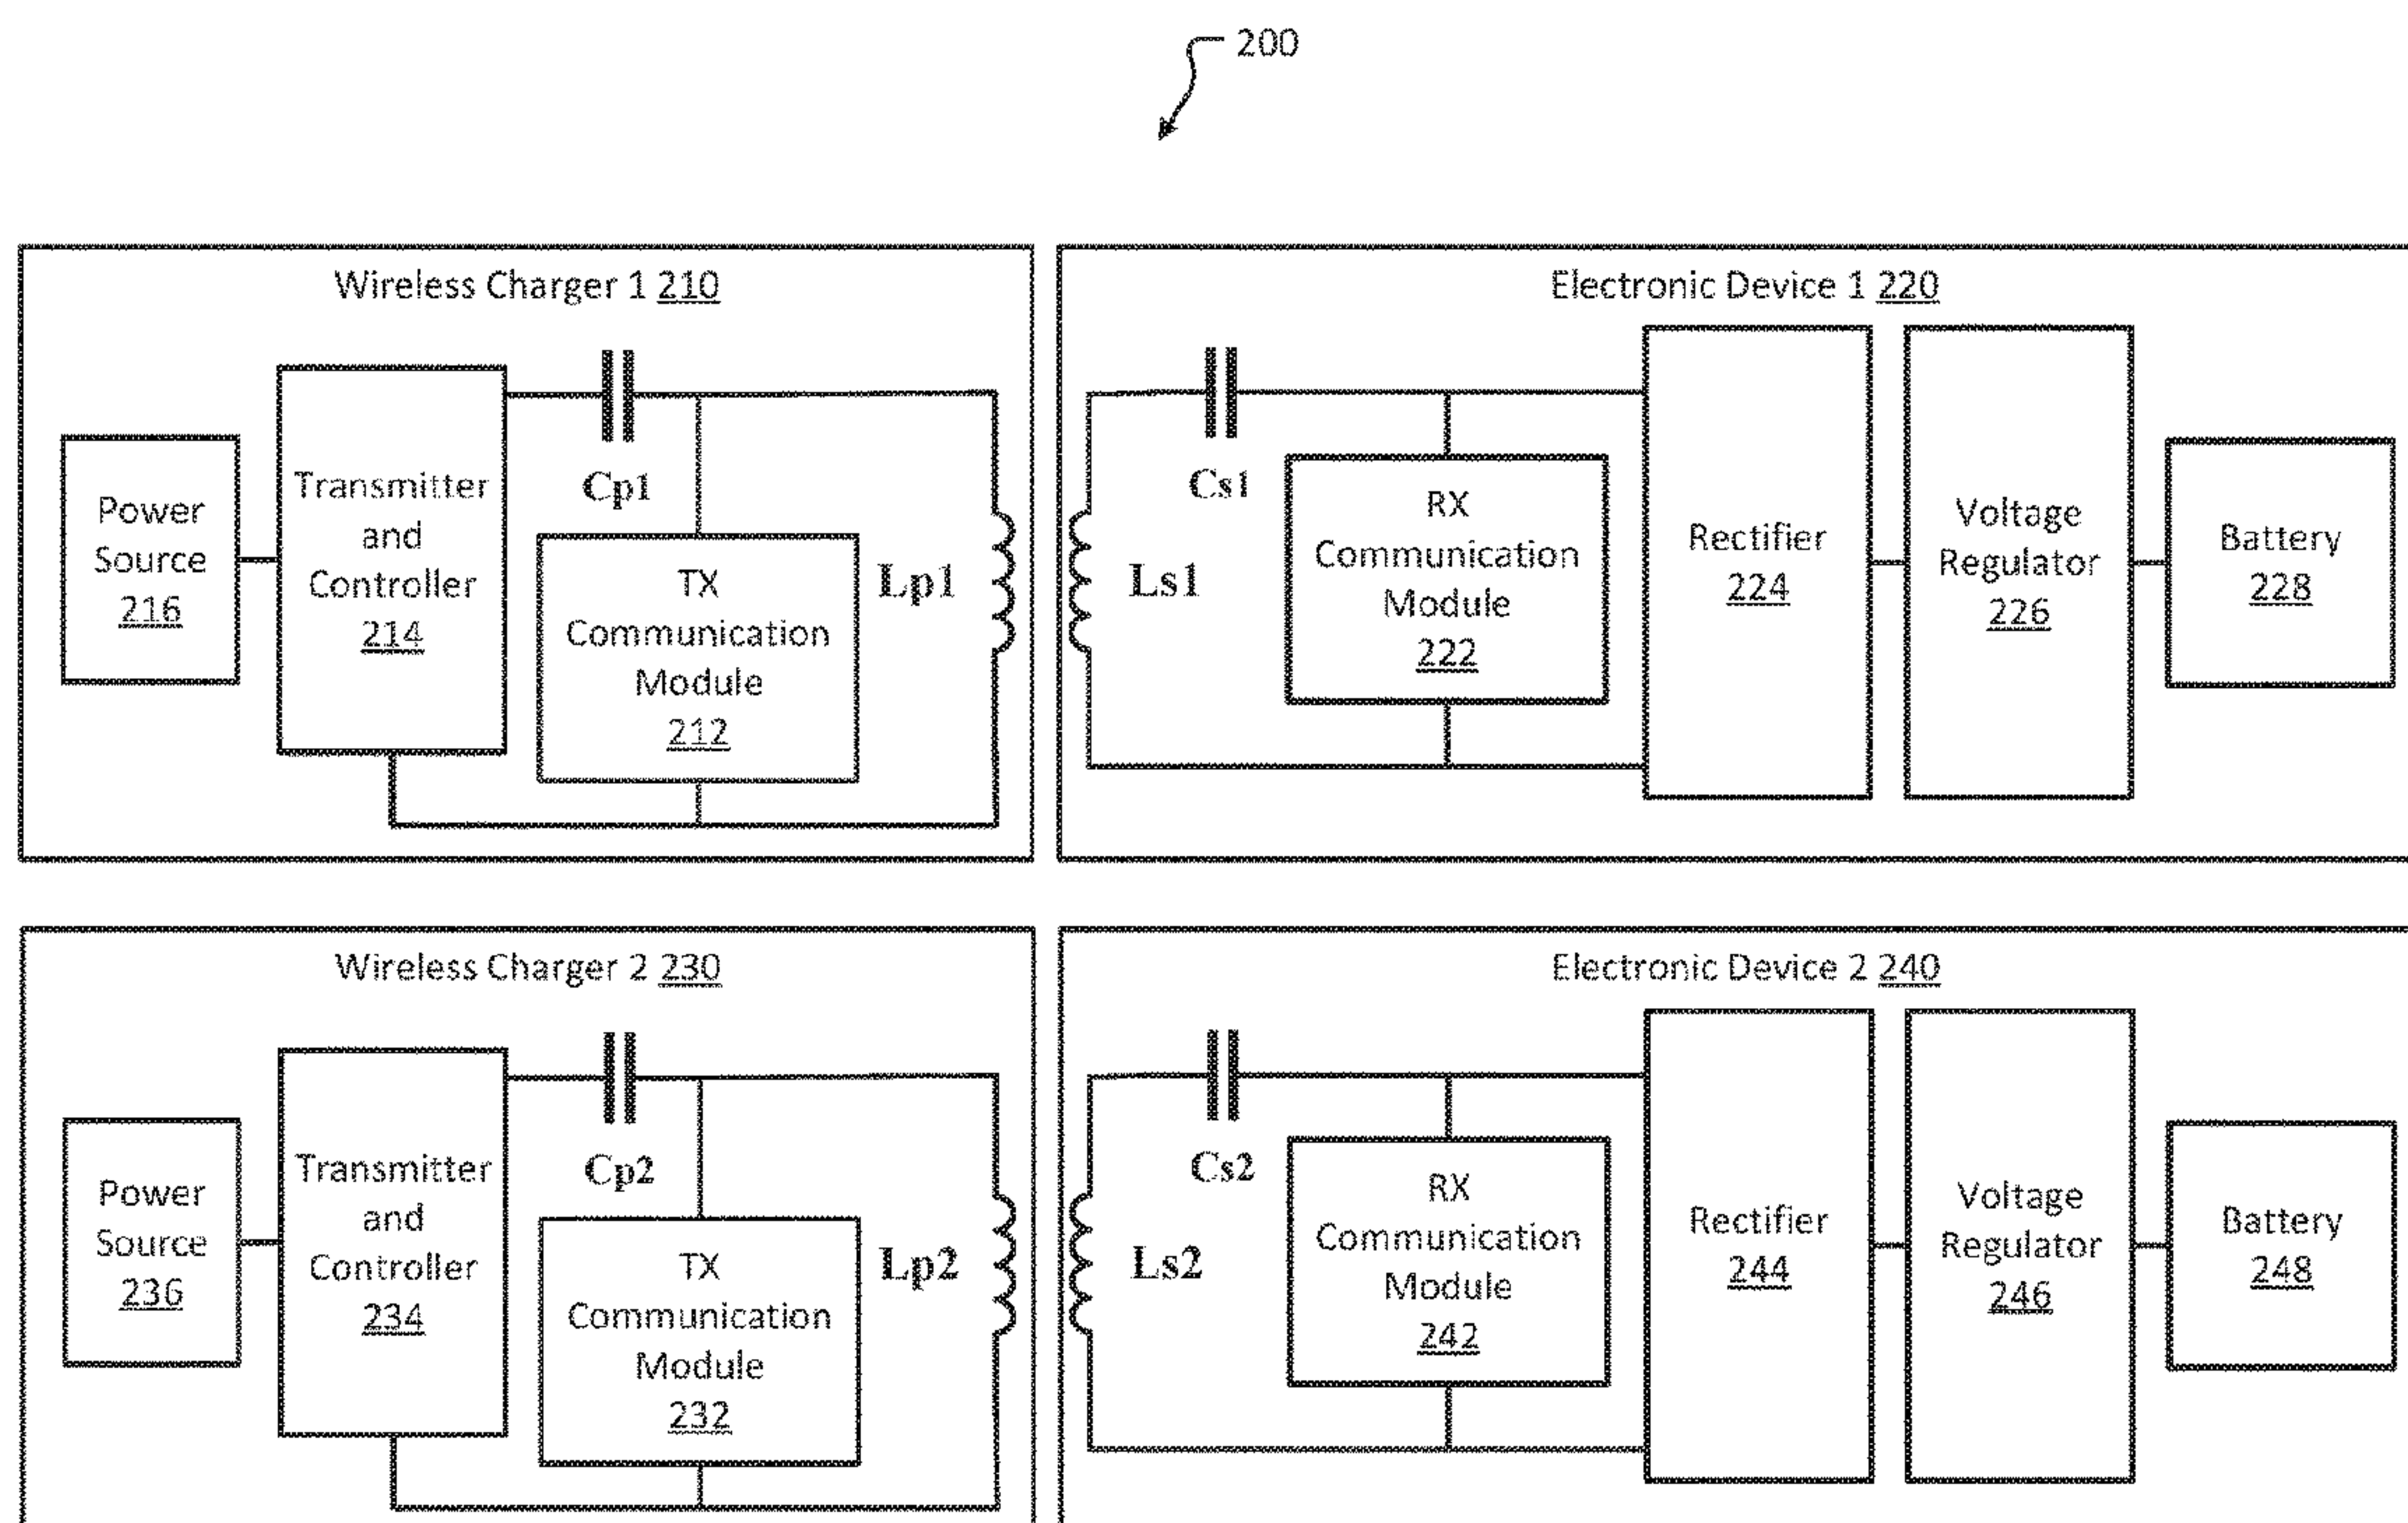 200
Wireless Charger 1 210
Power
Source
216
Transmitter
and
Controller
214
Cp1
TX
Communication
Module
212
Lp1
Electronic Device 1 220
Ls1
Cs1
RX
Communication
Module
222
Rectifier
224
Voltage
Regulator
226
Battery
228
Wireless Charger 2 230
Power
Source
236
Transmitter
and
Controller
234
Cp2
TX
Communication
Module
232
Lp2
Electronic Device 2 240
Ls2
Cs2
RX
Communication
Module
242
Rectifier
244
Voltage
Regulator
246
Battery
248